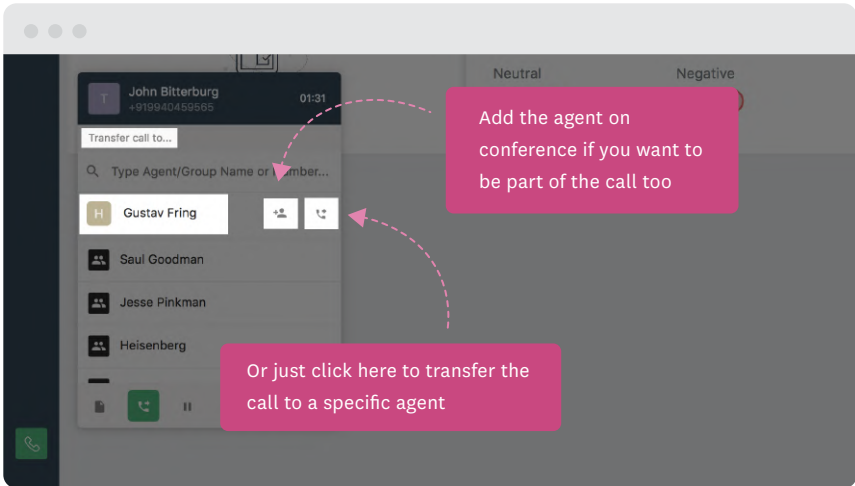 Neutral Negative
John Bitterburg
T
+919940459565
01:31
Transfer call to...
Type Agent/Group Name or Number...
H Gustav Fring
Saul Goodman
Jesse Pinkman
Heisenberg
Add the agent on
conference if you want to
be part of the call too
Or just click here to transfer the
call to a specific agent